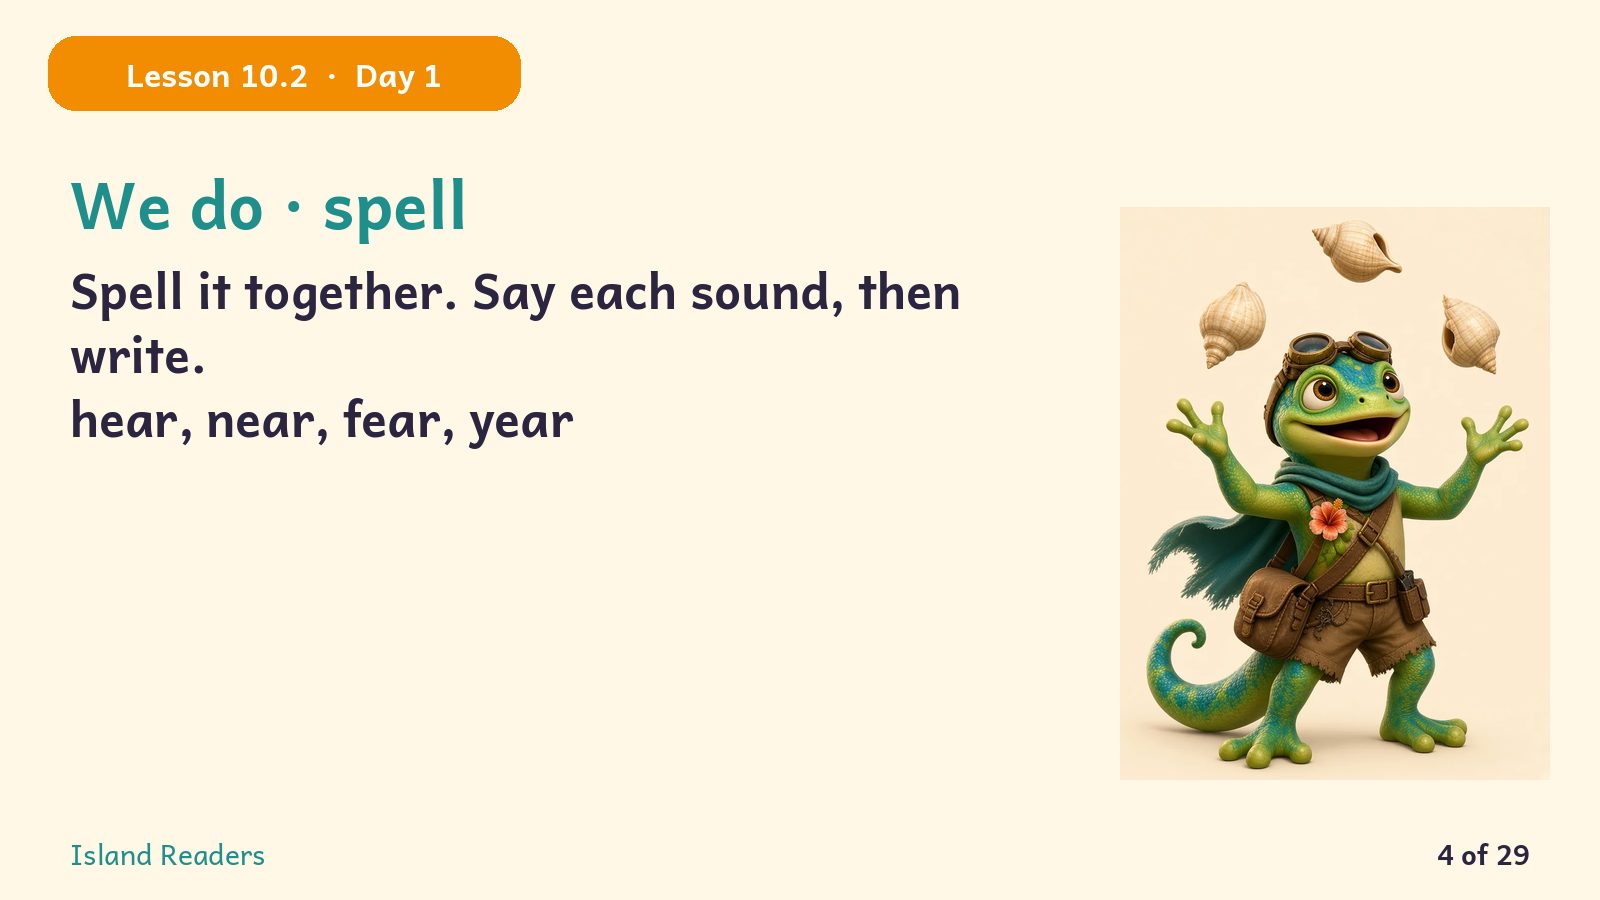 Lesson 10.2 · Day 1
We do · spell
Spell it together. Say each sound, then
write.
hear, near, fear, year
Island Readers
4 of 29